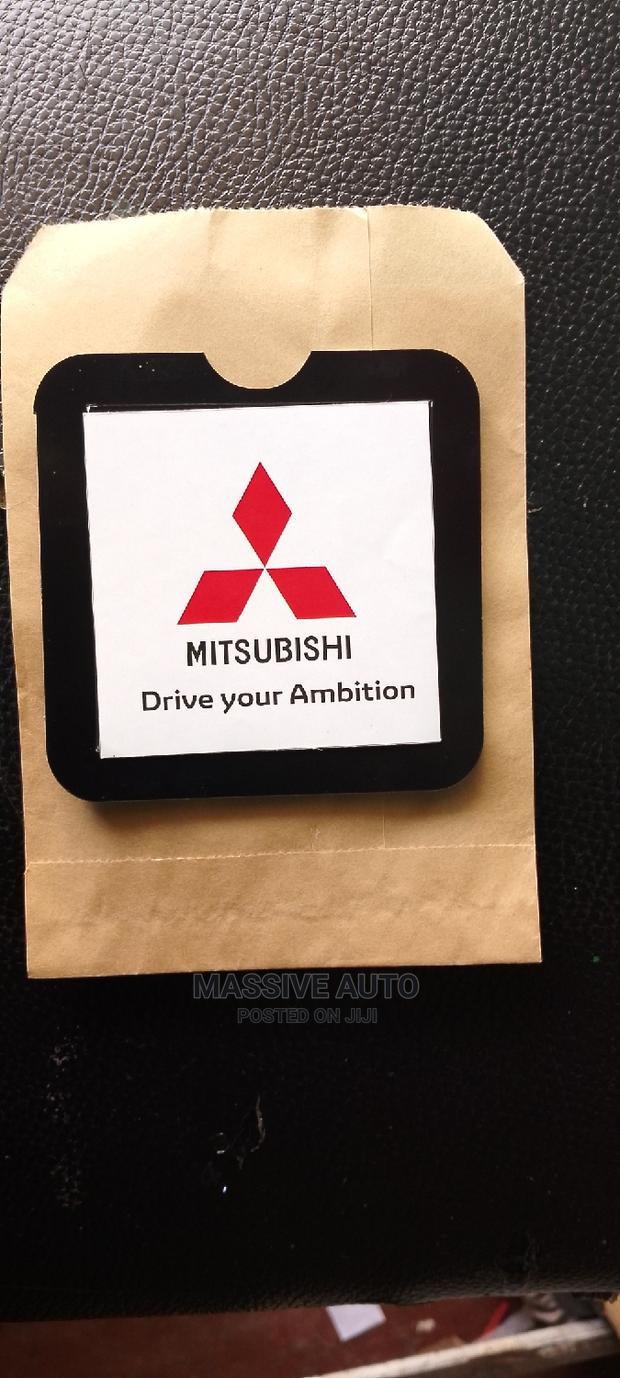 MITSUBISHI
Drive your Ambition
MASSIVE AUTO
POSTED ON JIJI